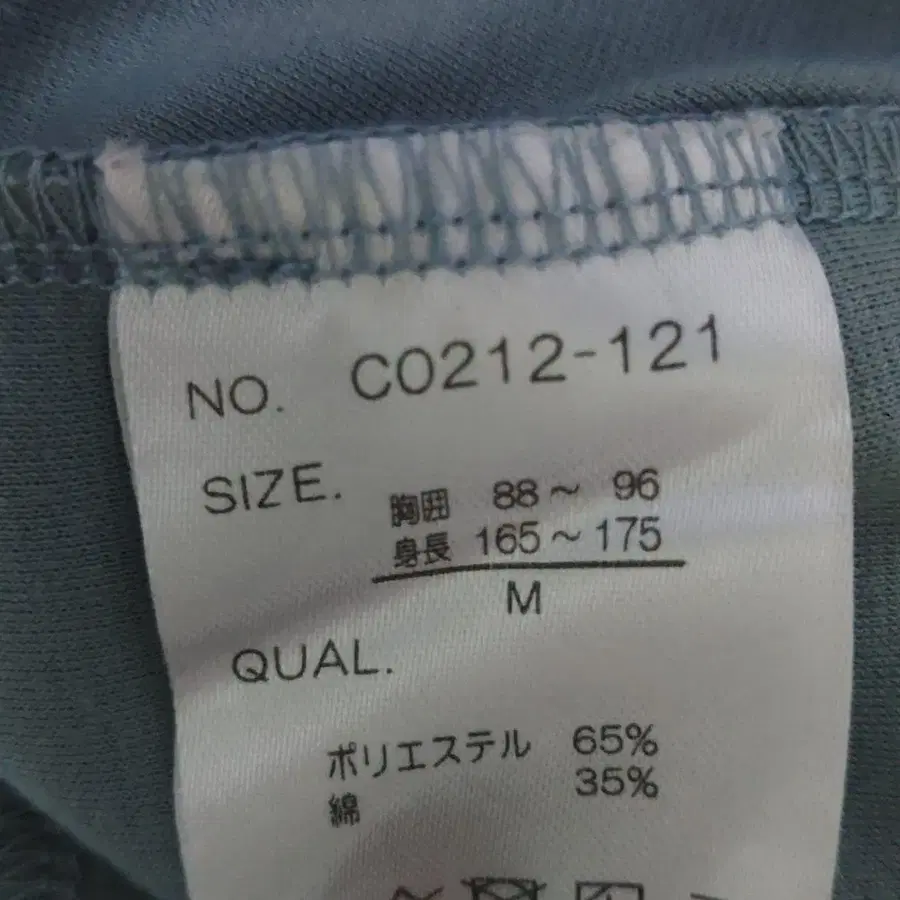 NO. C0212-121
SIZE. 胸囲 88～ 96
身長 165～175
M
QUAL.
ポリエステル 65%
綿 35%